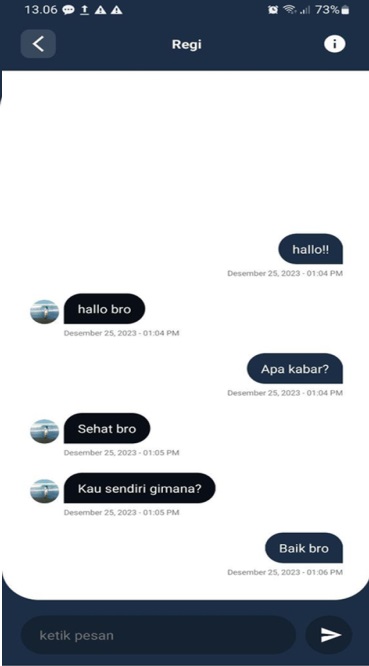 13.06 73%
Regi
hallo!!
Desember 25, 2023 - 01:04 PM
hallo bro
Desember 25, 2023 - 01:04 PM
Apa kabar?
Desember 25, 2023 - 01:04 PM
Sehat bro
Desember 25, 2023 - 01:05 PM
Kau sendiri gimana?
Desember 25, 2023 - 01:05 PM
Baik bro
Desember 25, 2023 - 01:06 PM
ketik pesan